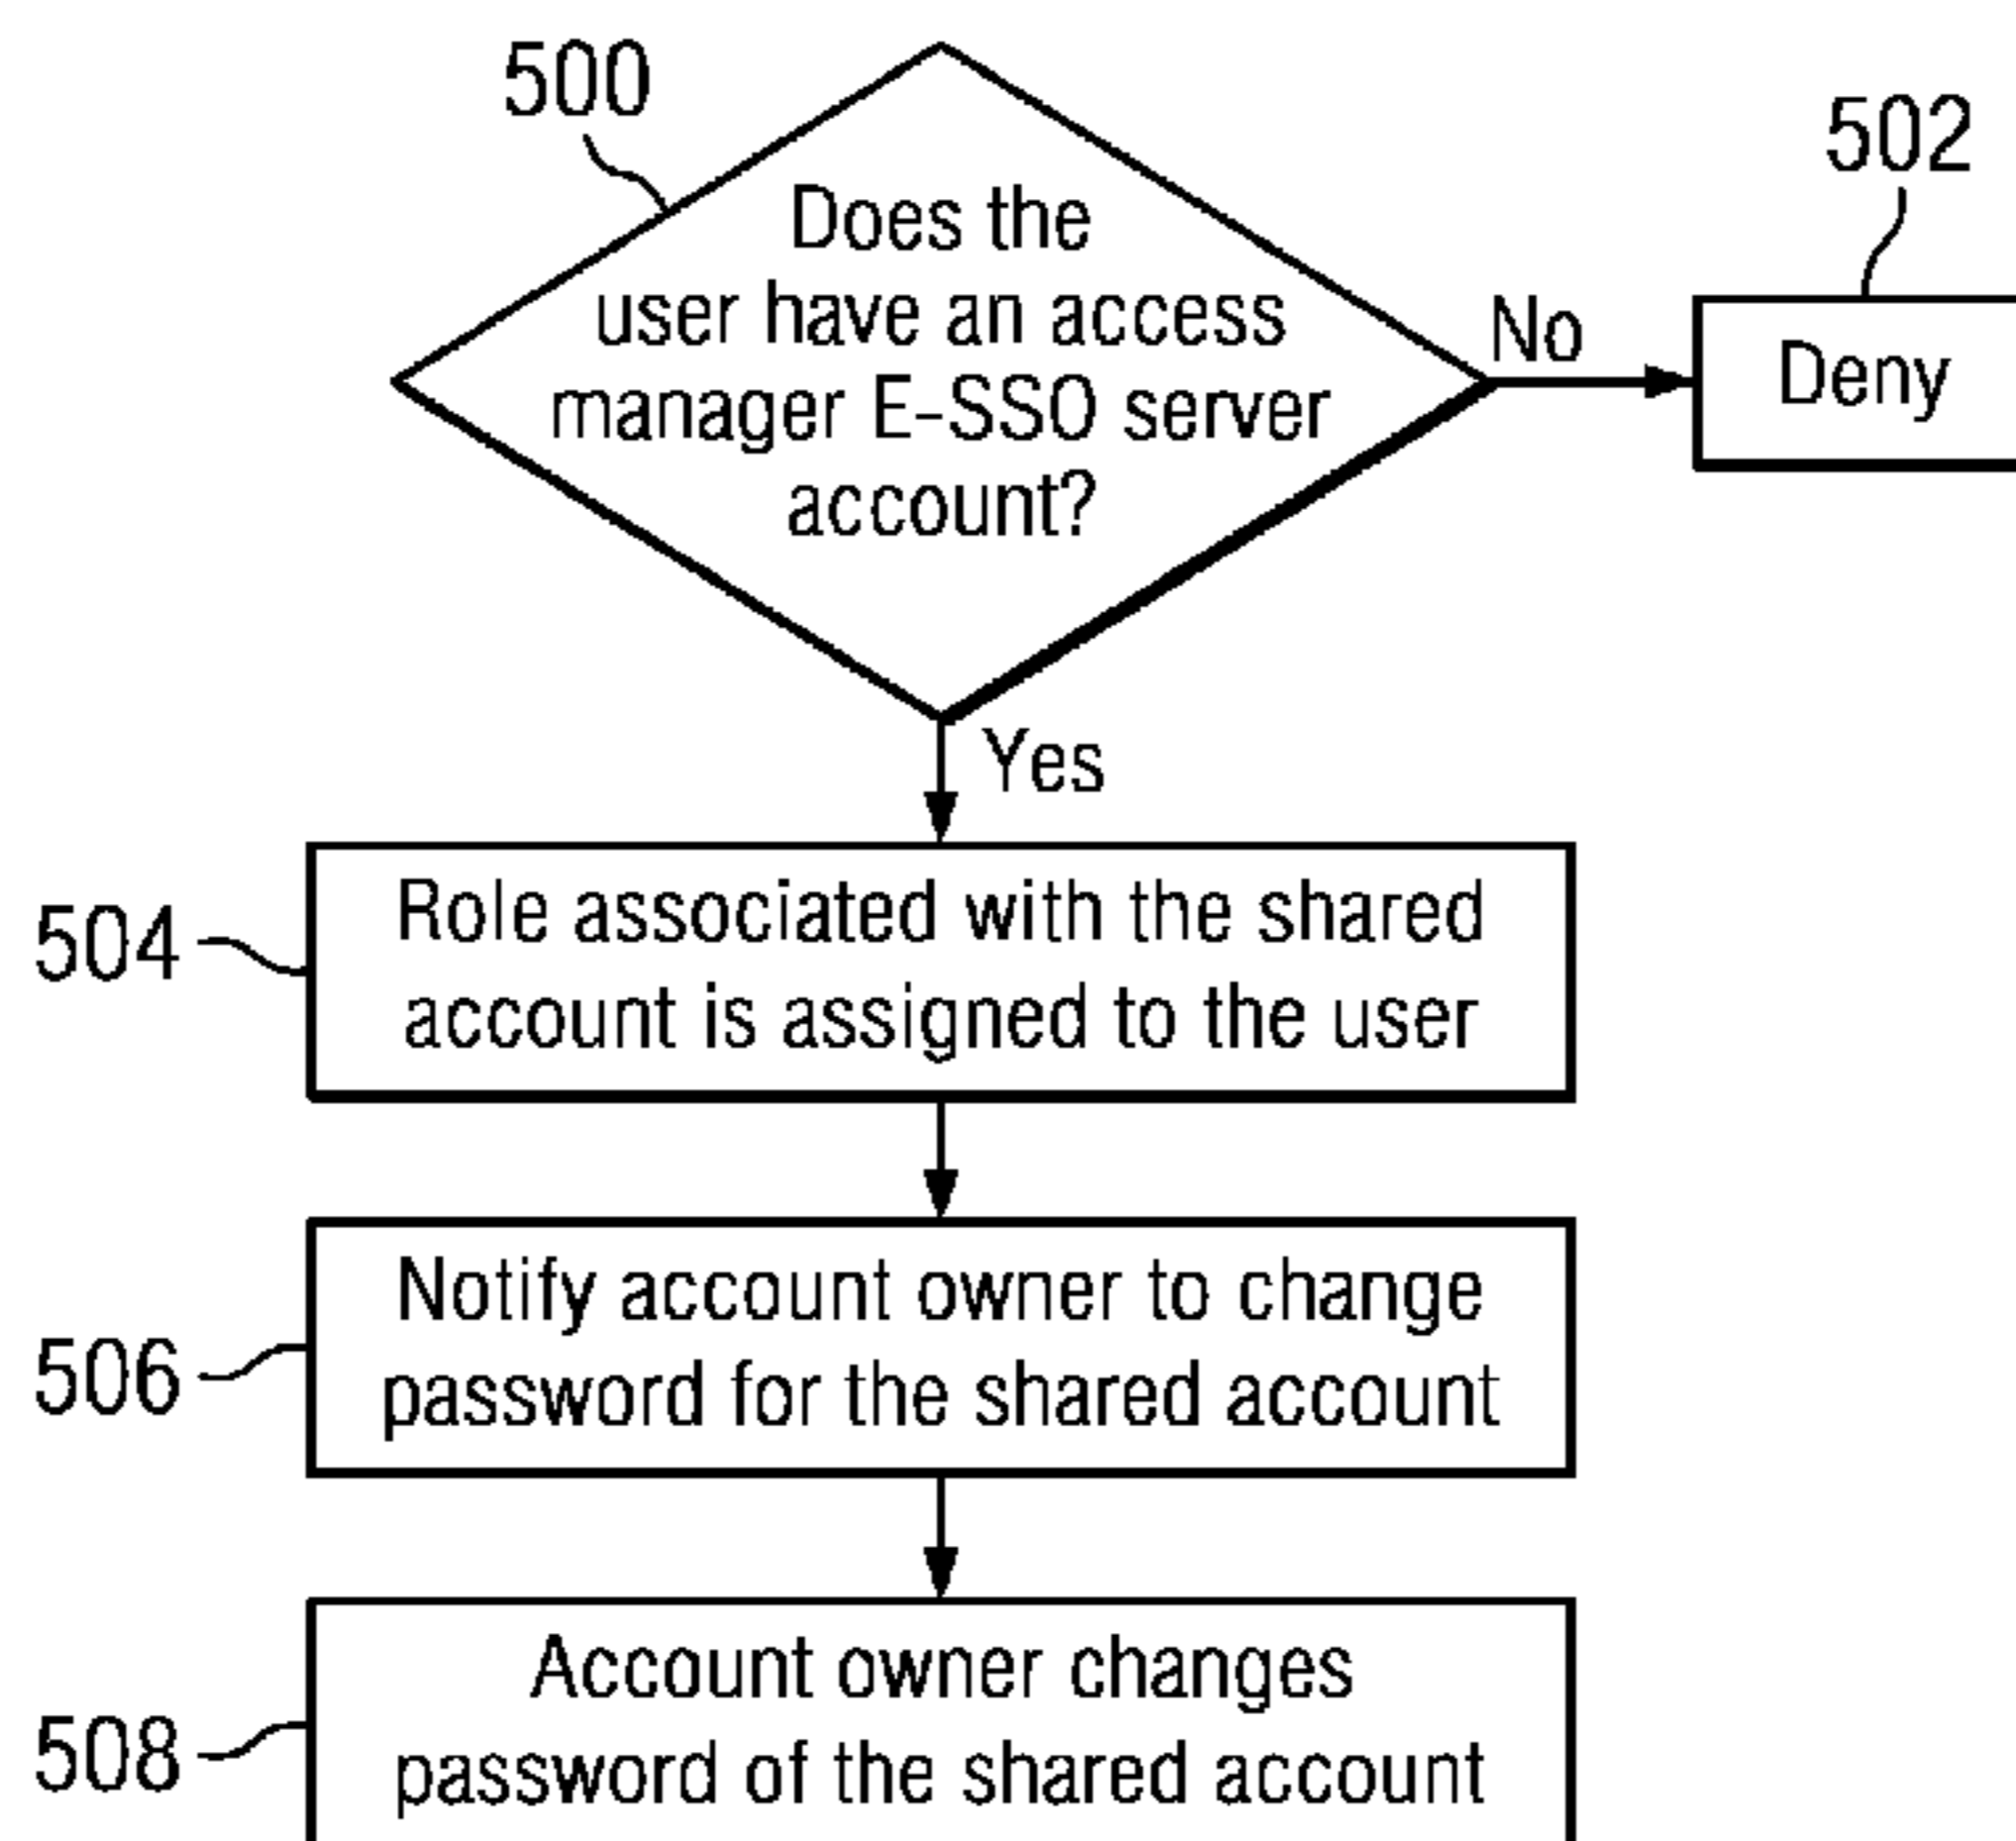 500
502
Does the
user have an access
manager E-SSO server
account?
No
Deny
Yes
504
Role associated with the shared
account is assigned to the user
506
Notify account owner to change
password for the shared account
508
Account owner changes
password of the shared account